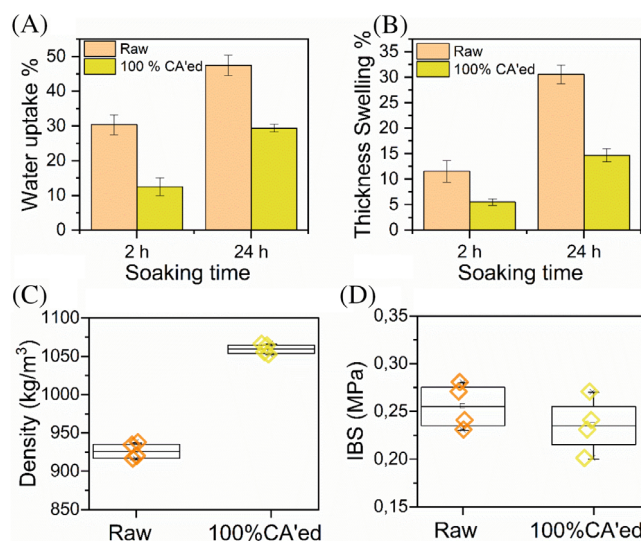 (A)
Water uptake %
50
40
30
20
10
0
Raw
100 % CA'ed
2 h
24 h
Soaking time
(B)
Thickness Swelling %
35
30
25
20
15
10
5
0
Raw
100% CA'ed
2 h
24 h
Soaking time
(C)
Density (kg/m³)
1100
1050
1000
950
900
850
Raw
100%CA'ed
(D)
IBS (MPa)
0,35
0,30
0,25
0,20
0,15
Raw
100%CA'ed